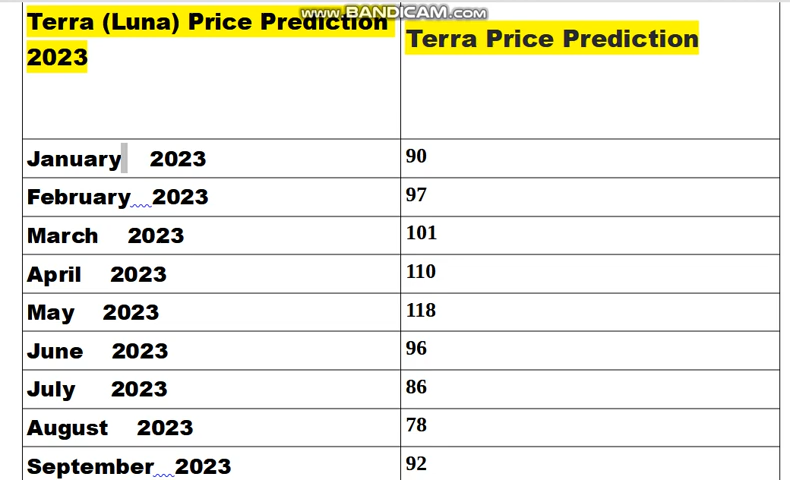 www.BANDICAM.com
Terra (Luna) Price Prediction
2023
Terra Price Prediction
January 2023 90
February 2023 97
March 2023 101
April 2023 110
May 2023 118
June 2023 96
July 2023 86
August 2023 78
September 2023 92